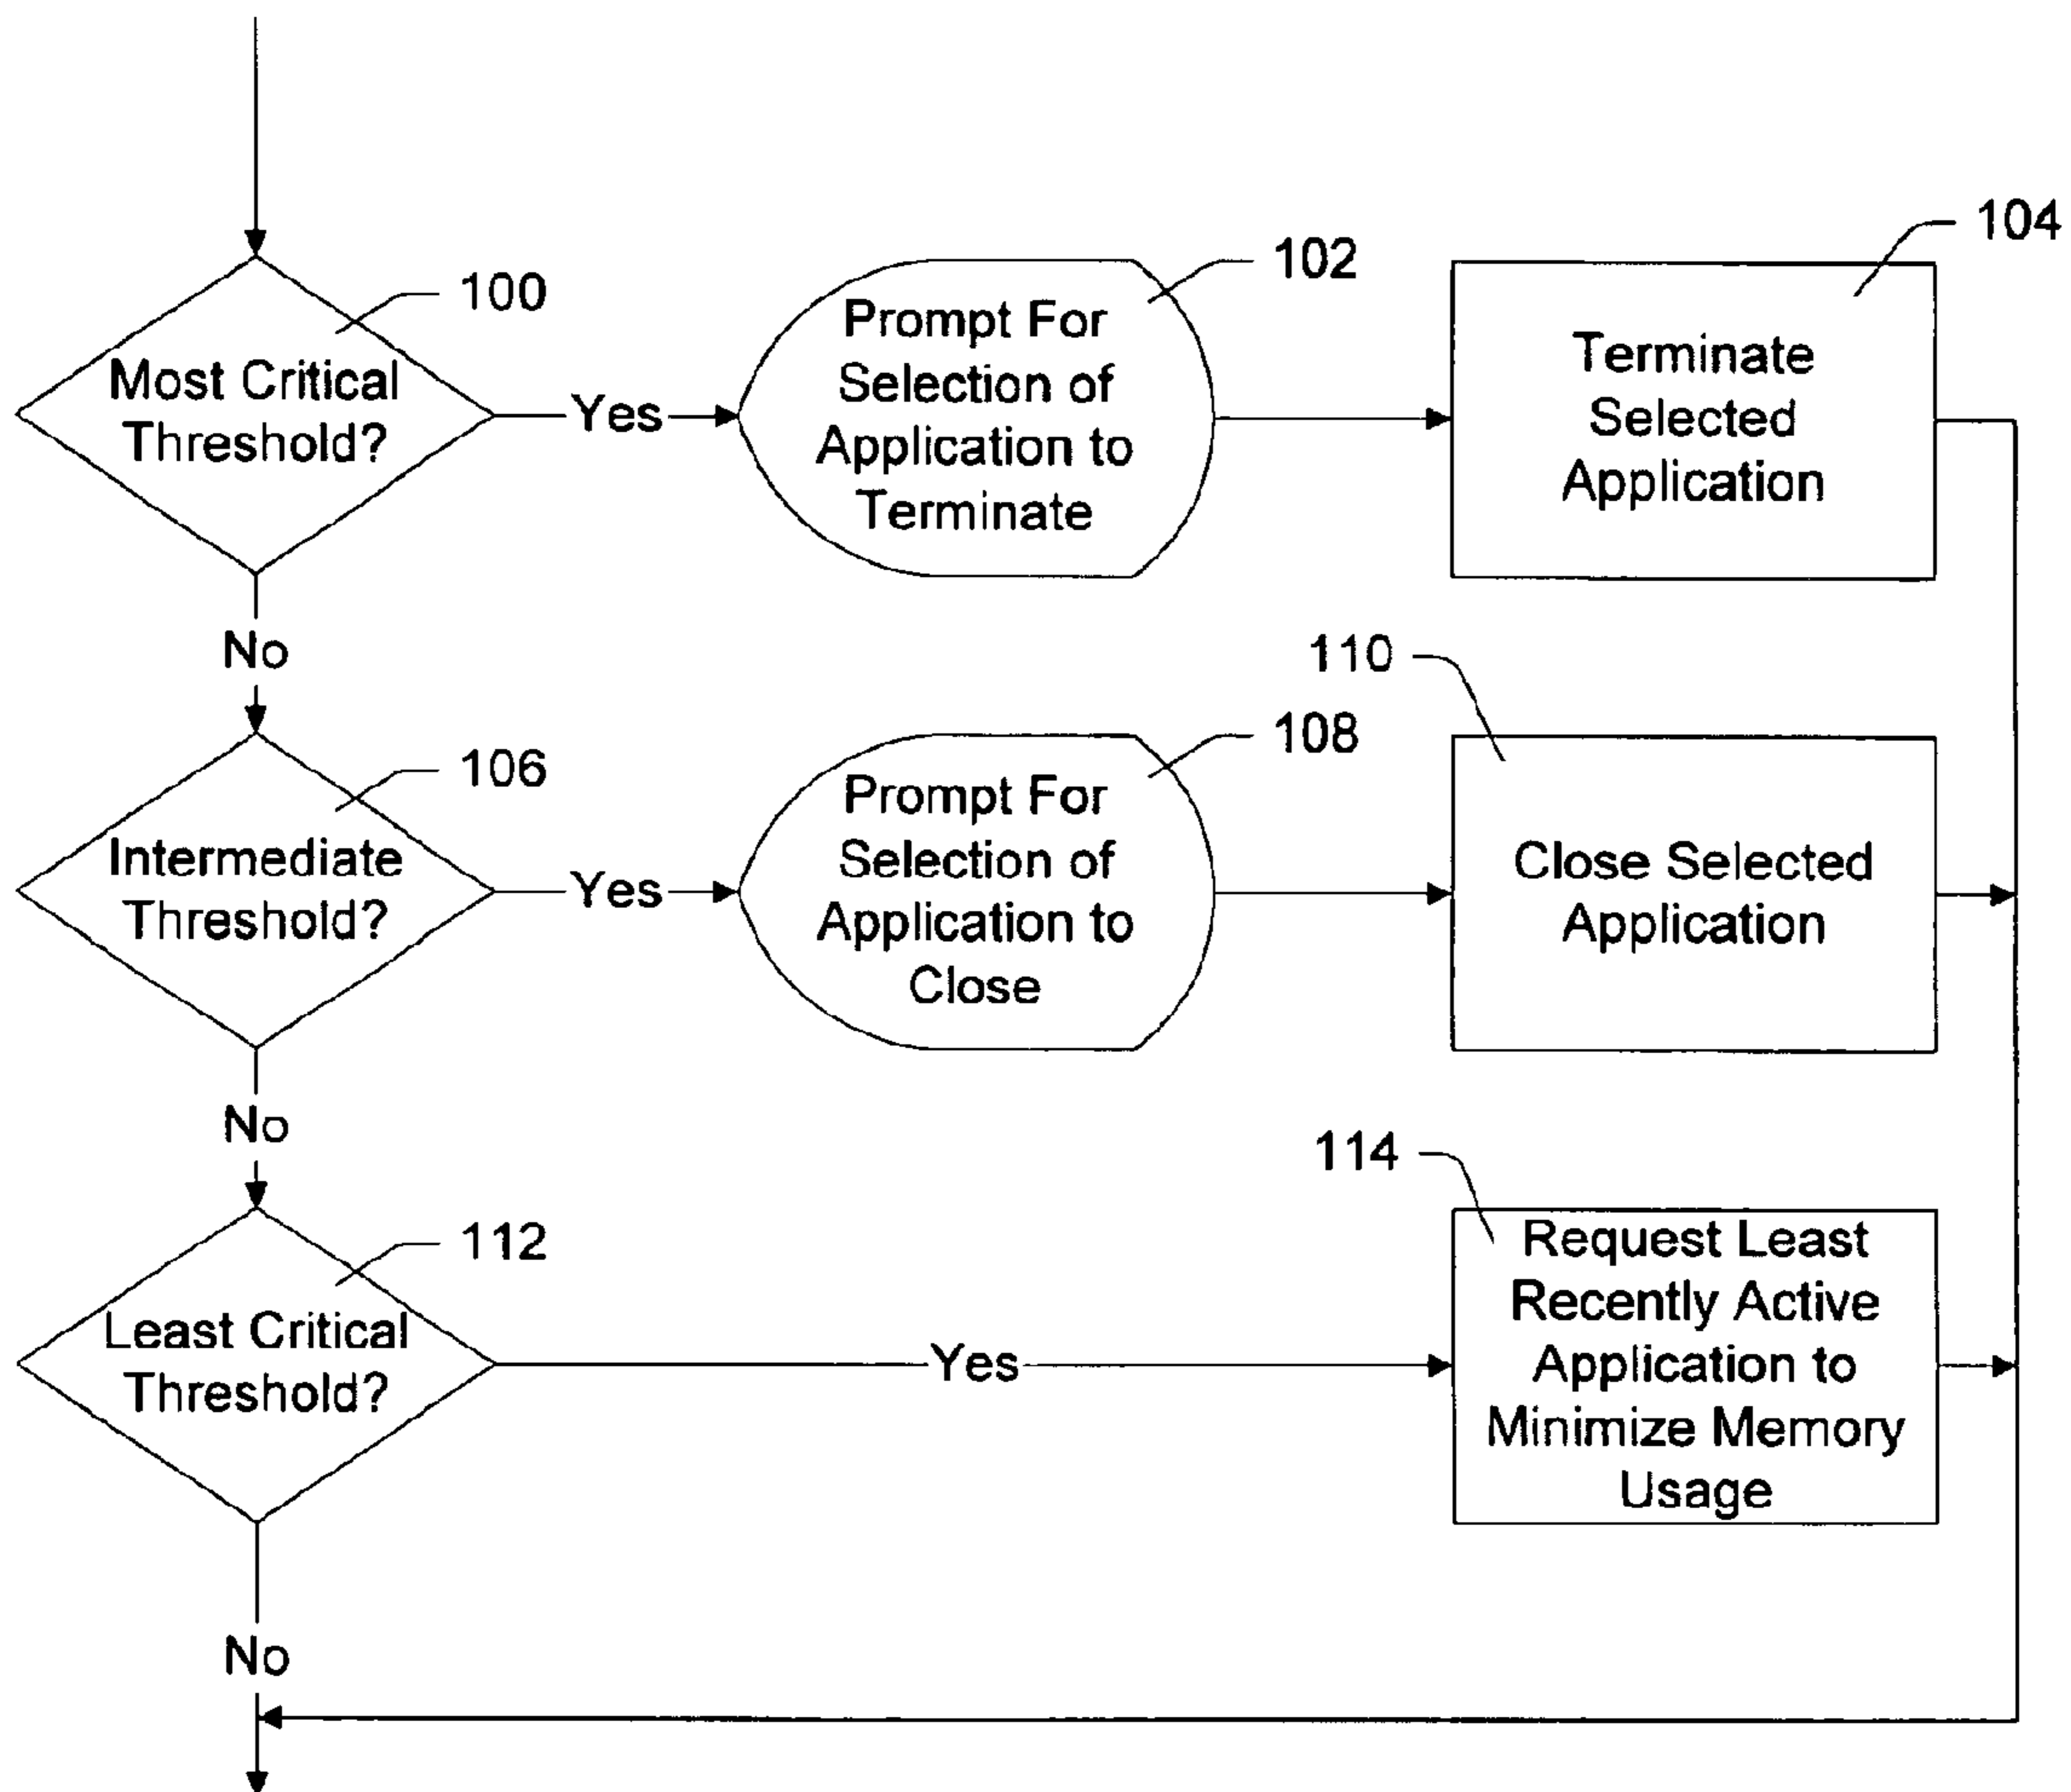 104
102
100
Prompt For
Selection of
Application to
Terminate
Terminate
Selected
Application
Most Critical
Threshold?
Yes
No
110
108
106
Prompt For
Selection of
Application to
Close
Close Selected
Application
Intermediate
Threshold?
Yes
No
114
112
Request Least
Recently Active
Application to
Minimize Memory
Usage
Least Critical
Threshold?
Yes
No